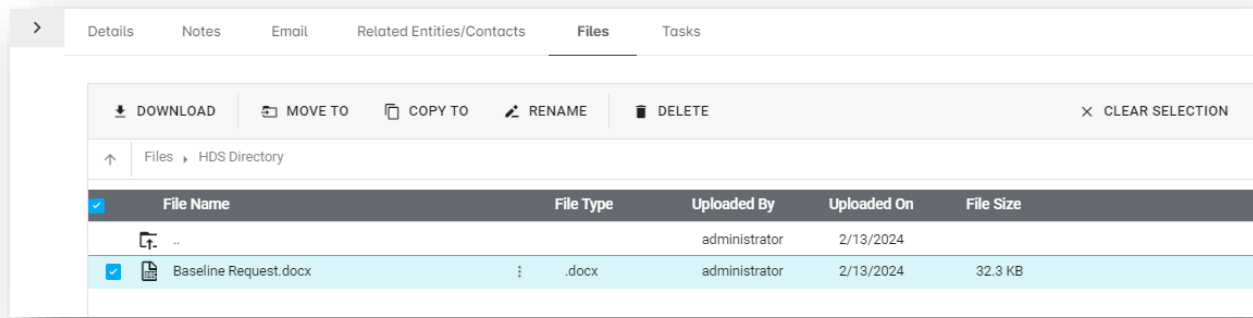 Details Notes Email Related Entities/Contacts Files Tasks
DOWNLOAD MOVE TO COPY TO RENAME DELETE CLEAR SELECTION
Files HDS Directory
File Name File Type Uploaded By Uploaded On File Size
.. administrator 2/13/2024
Baseline Request.docx .docx administrator 2/13/2024 32.3 KB